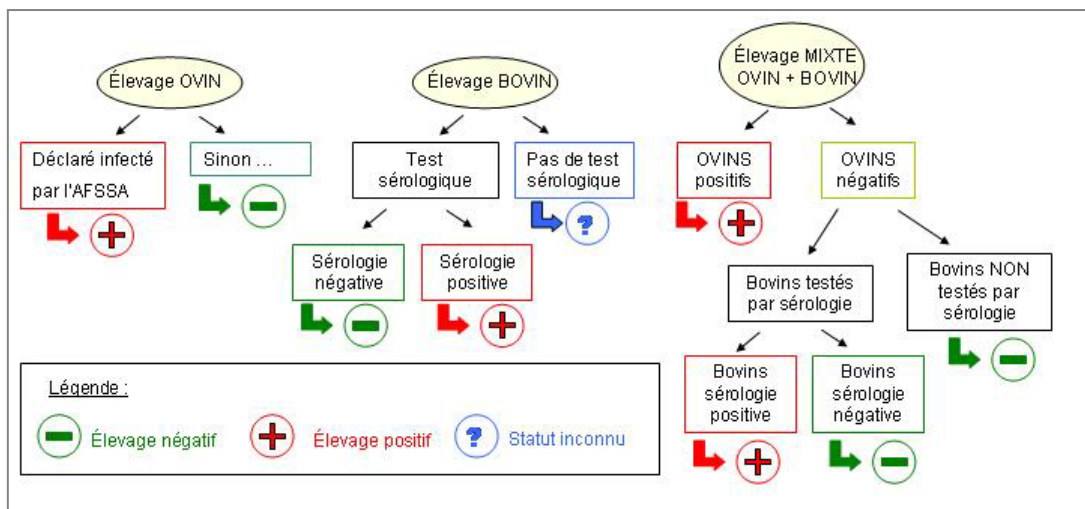 Élevage OVIN
Déclaré infecté
par l'AFSSA
Sinon ...
Élevage BOVIN
Test
sérologique
Pas de test
sérologique
?
Sérologie
négative
Sérologie
positive
Élevage MIXTE
OVIN + BOVIN
OVINS
positifs
OVINS
négatifs
Bovins testés
par sérologie
Bovins NON
testés par
sérologie
Bovins
sérologie
positive
Bovins
sérologie
négative
Légende :
Élevage négatif
Élevage positif
? Statut inconnu